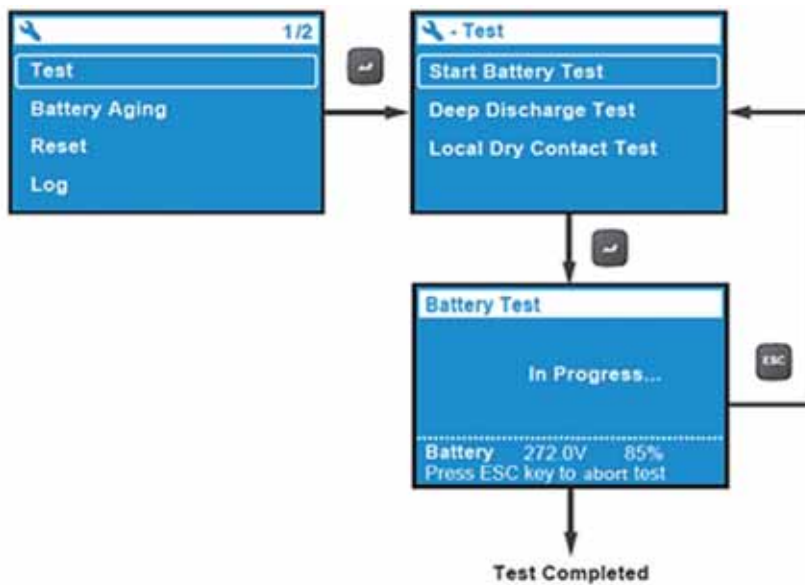 1/2
Test
Battery Aging
Reset
Log
- Test
Start Battery Test
Deep Discharge Test
Local Dry Contact Test
Battery Test
In Progress...
Battery 272.0V 85%
Press ESC key to abort test
ESC
Test Completed